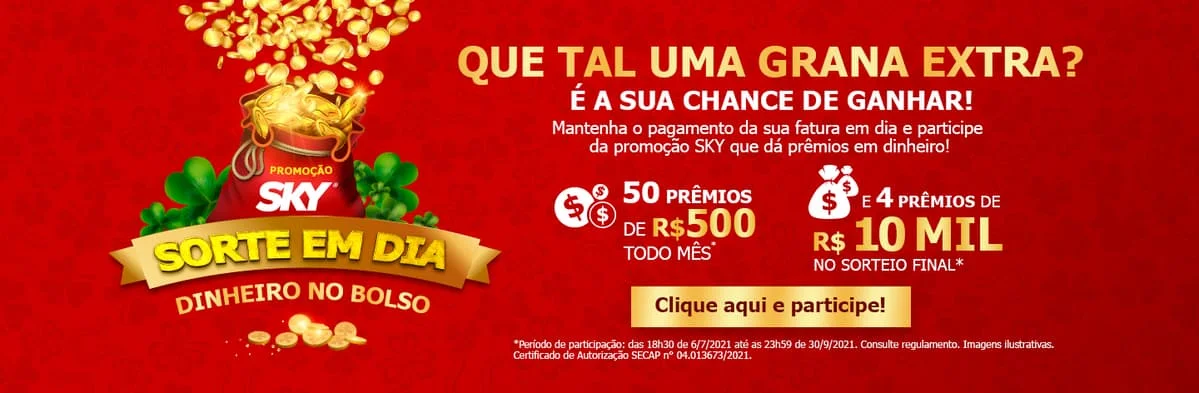 PROMOÇÃO
SKY®
SORTE EM DIA
DINHEIRO NO BOLSO
QUE TAL UMA GRANA EXTRA?
É A SUA CHANCE DE GANHAR!
Mantenha o pagamento da sua fatura em dia e participe
da promoção SKY que dá prêmios em dinheiro!
50 PRÊMIOS
DE R$500
TODO MÊS*
E 4 PRÊMIOS DE
R$ 10 MIL
NO SORTEIO FINAL*
Clique aqui e participe!
*Período de participação: das 18h30 de 6/7/2021 até as 23h59 de 30/9/2021. Consulte regulamento. Imagens ilustrativas.
Certificado de Autorização SECAP n° 04.013673/2021.